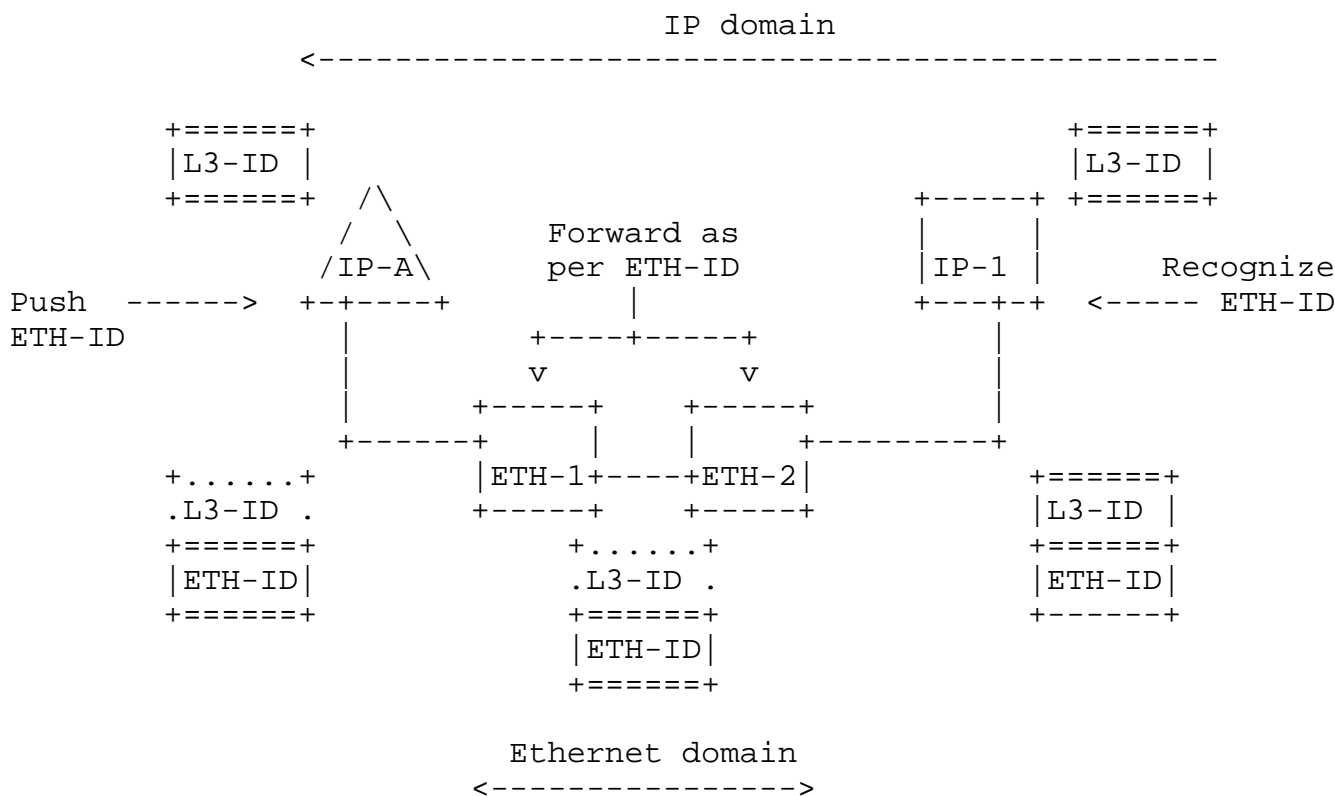 IP domain
<-----------------------------------------------
+======+ +======+
|L3-ID | |L3-ID |
+======+ /\ +-----+ +======+
/ \ Forward as | |
/IP-A\ per ETH-ID |IP-1 | Recognize
Push ------> +-+----+ | +---+-+ <----- ETH-ID
ETH-ID | +----+-----+ |
| v v |
| +-----+ +-----+ |
+------+ | | +----------+
+......+ |ETH-1+----+ETH-2| +======+
.L3-ID . +-----+ +-----+ |L3-ID |
+======+ +......+ +======+
|ETH-ID| .L3-ID . |ETH-ID|
+======+ +======+ +------+
|ETH-ID|
+======+
Ethernet domain
<---------------->